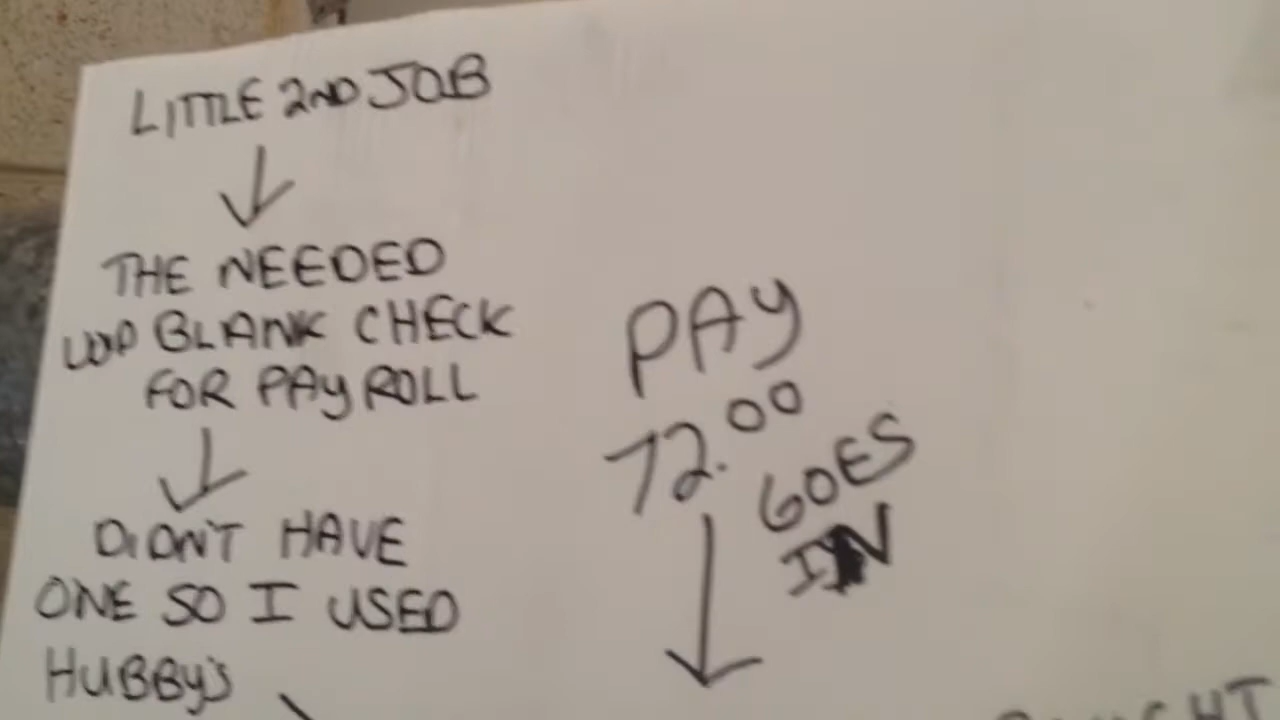 LITTLE 2ND JOB
THE NEEDED
BLANK CHECK
FOR PAYROLL
DIDN'T HAVE
ONE SO I USED
HUBBY'S
PAY
72.00
GOES
IN